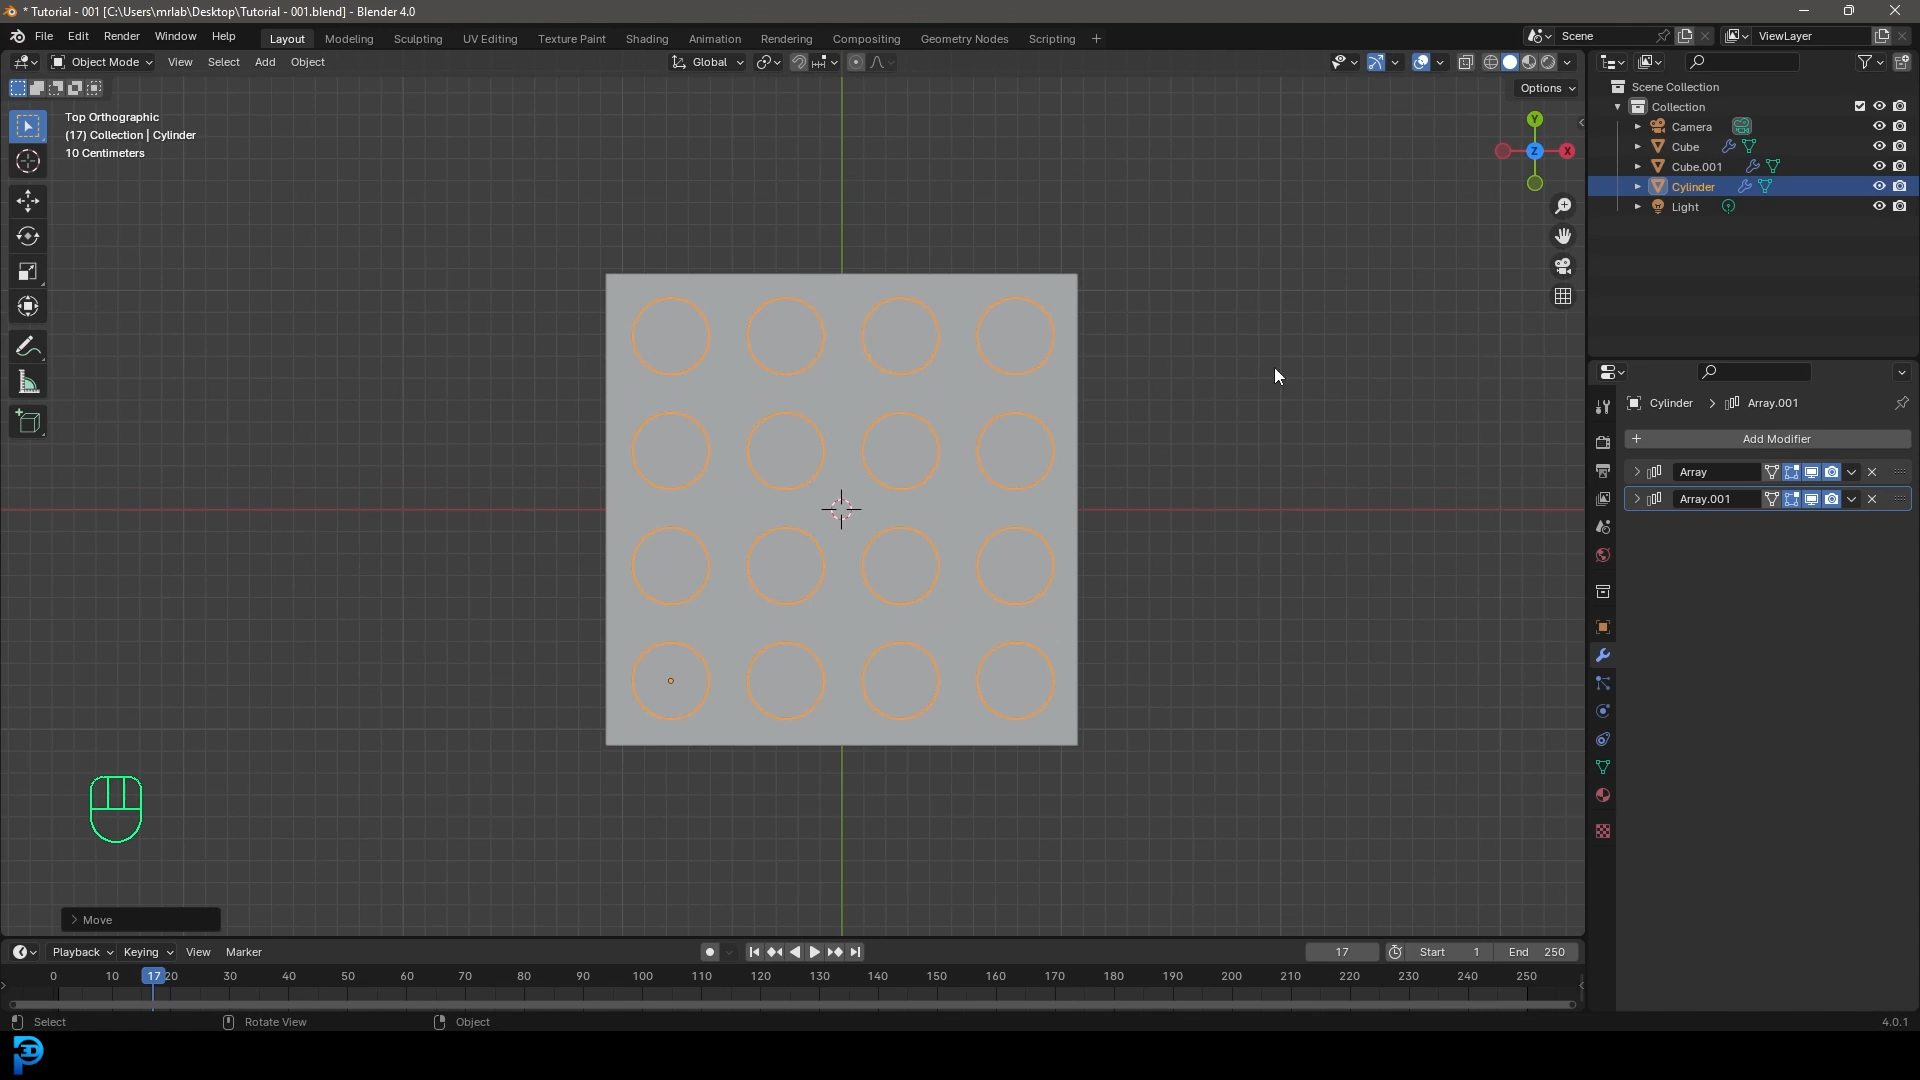 * Tutorial - 001 [C:\Users\mrlab\Desktop\Tutorial - 001.blend] - Blender 4.0
File Edit Render Window Help Layout Modeling Sculpting UV Editing Texture Paint Shading Animation Rendering Compositing Geometry Nodes Scripting + Scene ViewLayer
Object Mode View Select Add Object Global
Options
Top Orthographic
(17) Collection | Cylinder
10 Centimeters
Y
Z X
Scene Collection
Collection
Camera
Cube
Cube.001
Cylinder
Light
Cylinder > Array.001
+ Add Modifier
Array
Array.001
> Move
Playback Keying View Marker 17 Start 1 End 250
0 10 17 20 30 40 50 60 70 80 90 100 110 120 130 140 150 160 170 180 190 200 210 220 230 240 250
Select Rotate View Object 4.0.1
3D